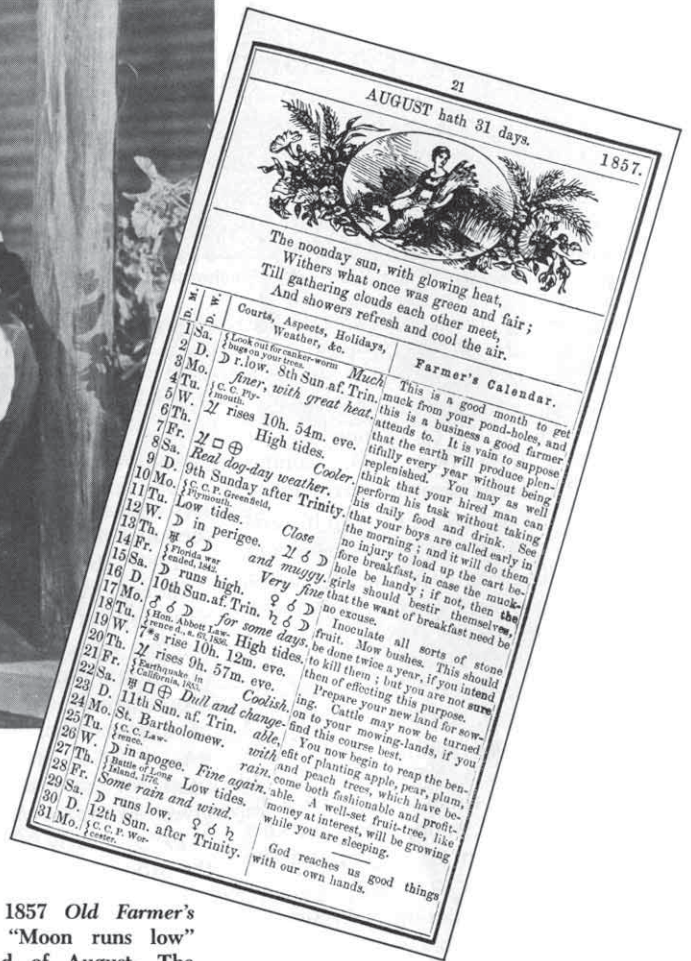 21
AUGUST hath 31 days.
1857.
The noonday sun, with glowing heat,
Withers what once was green and fair ;
Till gathering clouds each other meet,
And showers refresh and cool the air.
D. M.
D. W.
Courts, Aspects, Holidays,
Weather, &c.
1 Sa. Look out for canker-worm
bugs on your trees. Much
2 D. ☽ r.low. 8th Sun.af.Trin.
3 Mo. finer, with great heat.
4 Tu. C. C. Ply-
mouth.
5 W. ♃ rises 10h. 54m. eve.
6 Th. High tides.
7 Fr. ♃ □ ⊕ Cooler.
8 Sa. Real dog-day weather.
9 D. 9th Sunday after Trinity.
10 Mo. C. C. P. Greenfield,
Plymouth.
11 Tu. Low tides.
12 W. ☽ in perigee. Close
13 Th. ♅ ☌ ☽ ♃ ☌ ☽
14 Fr. Florida war
ended, 1842. and muggy.
15 Sa. ☽ runs high. Very fine ♀ ☌ ☽
16 D. 10th Sun.af.Trin. ♄ ☌ ☽
17 Mo. ♂ ☌ ☽ for some days.
18 Tu. Hon. Abbott Law-
rence d., a. 63, High tides.
19 W. 7*s rise 10h. 12m. eve.
20 Th. ♃ rises 9h. 57m. eve.
21 Fr. Earthquake in
California, Coolish.
22 Sa. ♅ □ ⊕ Dull and change-
23 D. 11th Sun. af. Trin. able,
24 Mo. St. Bartholomew.
25 Tu. C. C. Law-
rence. with
26 W. ☽ in apogee. rain.
27 Th. Battle of Long
Island, 1776. Fine again.
28 Fr. Low tides.
29 Sa. Some rain and wind.
☽ runs low. ♀ ☌ ♄
30 D. 12th Sun. after Trinity.
31 Mo. C. C. P. Wor-
cester.
Farmer's Calendar.
This is a good month to get
muck from your pond-holes, and
this is a business a good farmer
attends to. It is vain to suppose
that the earth will produce plen-
tifully every year without being
replenished. You may as well
think that your hired man can
perform his task without taking
his daily food and drink. See
that your boys are called early in
the morning ; and it will do them
no injury to load up the cart be-
fore breakfast, in case the muck-
hole be handy ; if not, then the
girls should bestir themselves,
that the want of breakfast need be
no excuse.
Inoculate all sorts of stone
fruit. Mow bushes. This should
be done twice a year, if you intend
to kill them ; but you are not sure
then of effecting this purpose.
Prepare your new land for sow-
ing. Cattle may now be turned
on to your mowing-lands, if you
find this course best.
You now begin to reap the ben-
efit of planting apple, pear, plum,
and peach trees, which have be-
come both fashionable and profit-
able. A well-set fruit-tree, like
money at interest, will be growing
while you are sleeping.
God reaches us good things
with our own hands.
1857 Old Farmer's
"Moon runs low"
of August. The